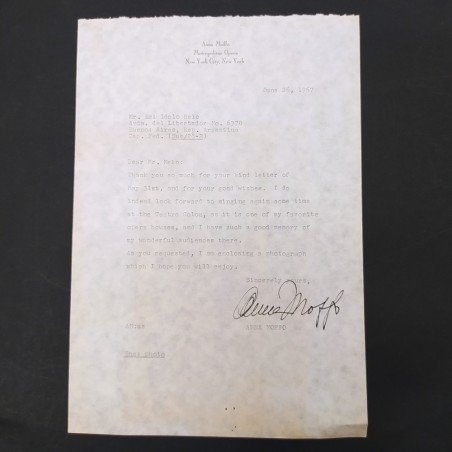 Anna Moffo
Metropolitan Opera
New York City, New York
June 26, 1967
Buenos Aires, Rep. Argentina
Dear Mr.
Thank you so much for your kind letter of
and for your good wishes. I do
indeed look forward to singing again some time
at the Teatro Colon, as it is one of my favorite
opera houses, and I have such a good memory of
my wonderful audiences there.
As you requested, I am enclosing a photograph
which I hope you will enjoy.
Sincerely yours,
Anna Moffo
ANNA MOFFO